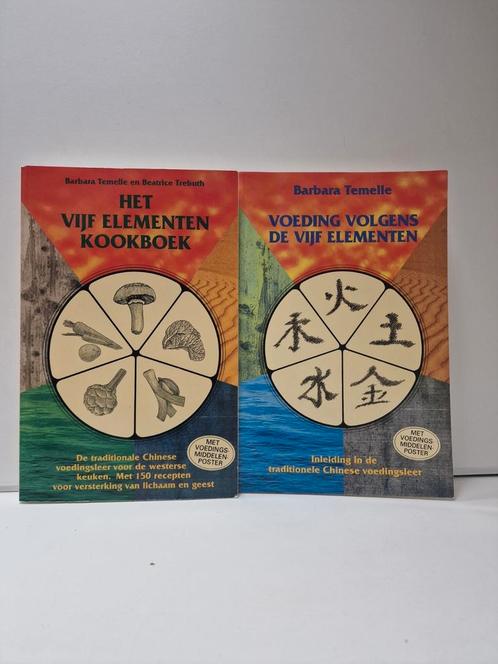 Barbara Temelie en Beatrice Trebuth
HET
VIJF ELEMENTEN
KOOKBOEK
De traditionale Chinese
voedingsleer voor de westerse
keuken. Met 150 recepten
voor versterking van lichaam en geest
MET
VOEDINGS-
MIDDELEN-
POSTER
Barbara Temelie
VOEDING VOLGENS
DE VIJF ELEMENTEN
火
木
土
水
金
Inleiding in de
traditionele Chinese voedingsleer
MET
VOEDINGS-
MIDDELEN-
POSTER